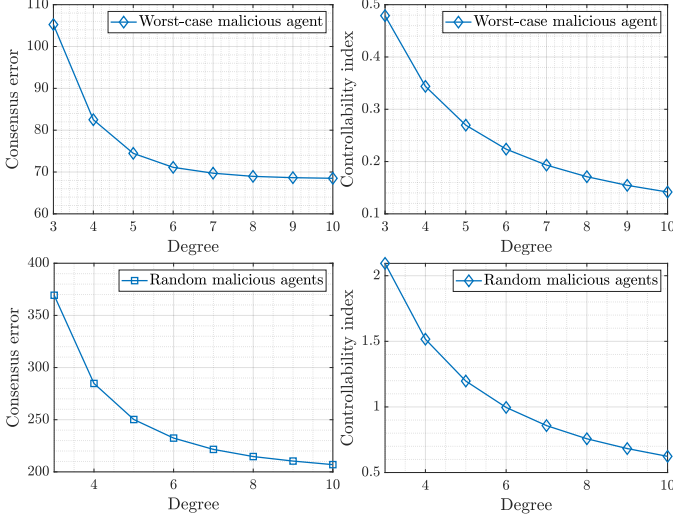 110
100
90
80
70
60
Consensus error
Worst-case malicious agent
3 4 5 6 7 8 9 10
Degree
0.5
0.4
0.3
0.2
0.1
Controllability index
Worst-case malicious agent
3 4 5 6 7 8 9 10
Degree
400
350
300
250
200
Consensus error
Random malicious agents
4 6 8 10
Degree
2
1.5
1
0.5
Controllability index
Random malicious agents
4 6 8 10
Degree